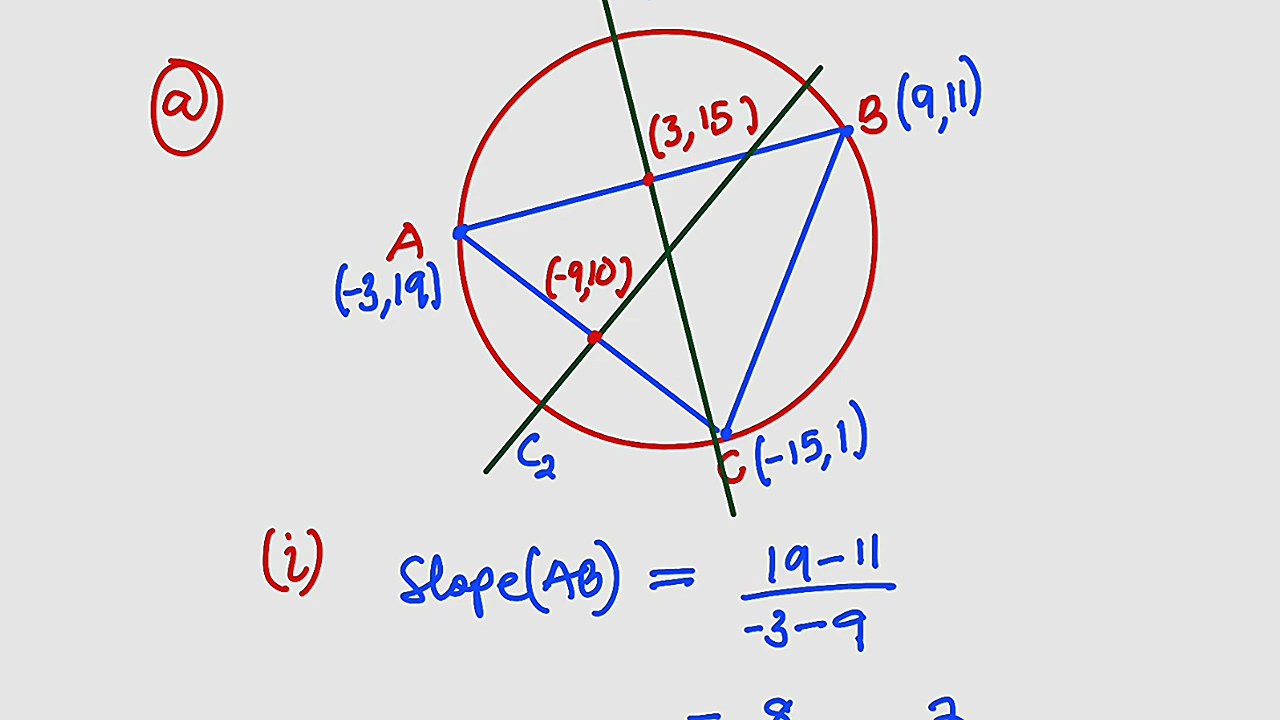 (a)
B (9,11)
(3,15)
A
(-3,19)
(-9,10)
C₂
C (-15,1)
(i) Slope(AB) = 19-11
-3-9
=